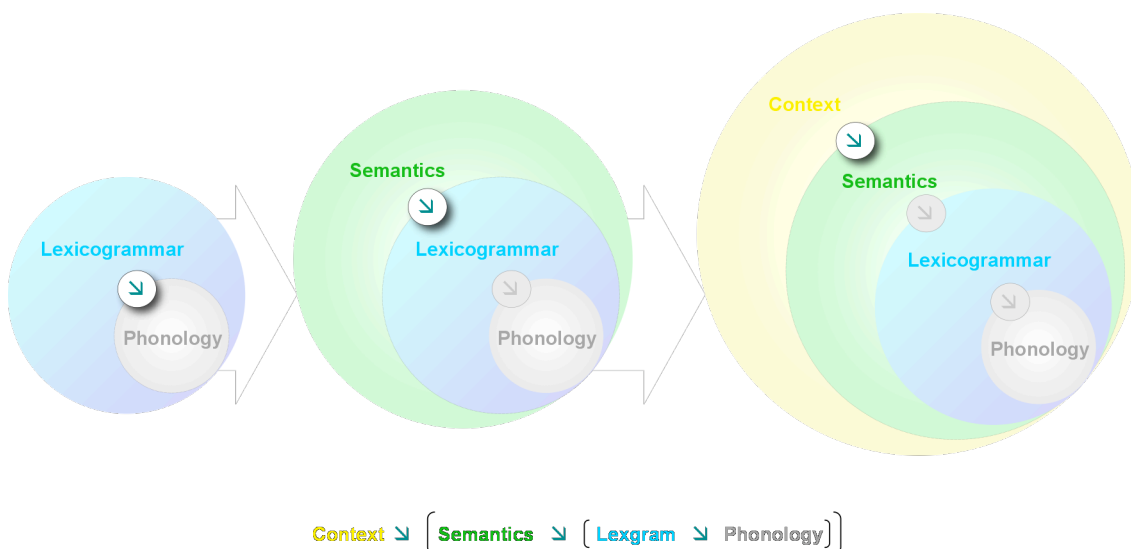 Lexicogrammar
Phonology
Semantics
Lexicogrammar
Phonology
Context
Semantics
Lexicogrammar
Phonology
Context ↘ [Semantics ↘ [Lexgram ↘ Phonology]]